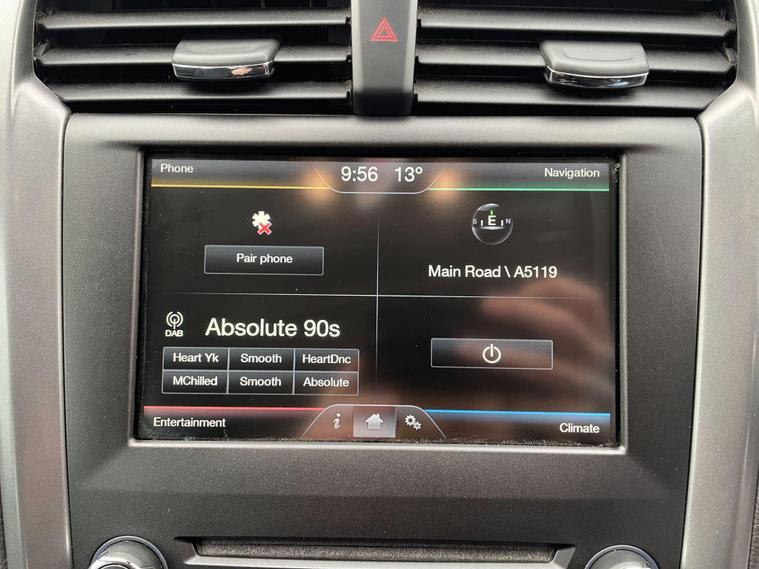 Phone
9:56 13°
Navigation
Pair phone
S E N
Main Road \ A5119
DAB
Absolute 90s
Heart Yk Smooth HeartDnc
MChilled Smooth Absolute
Entertainment
i
Climate